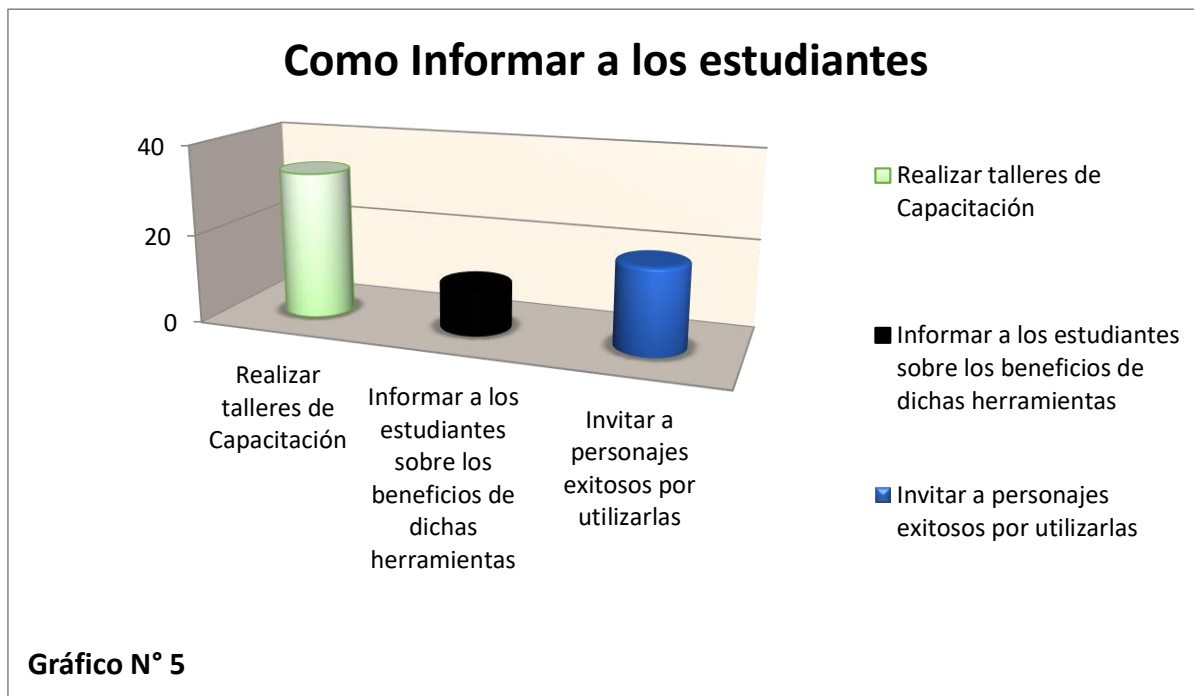 Como Informar a los estudiantes
40
20
0
Realizar
talleres de
Capacitación
Informar a los
estudiantes
sobre los
beneficios de
dichas
herramientas
Invitar a
personajes
exitosos por
utilizarlas
Realizar talleres de
Capacitación
Informar a los estudiantes
sobre los beneficios de
dichas herramientas
Invitar a personajes
exitosos por utilizarlas
Gráfico N° 5